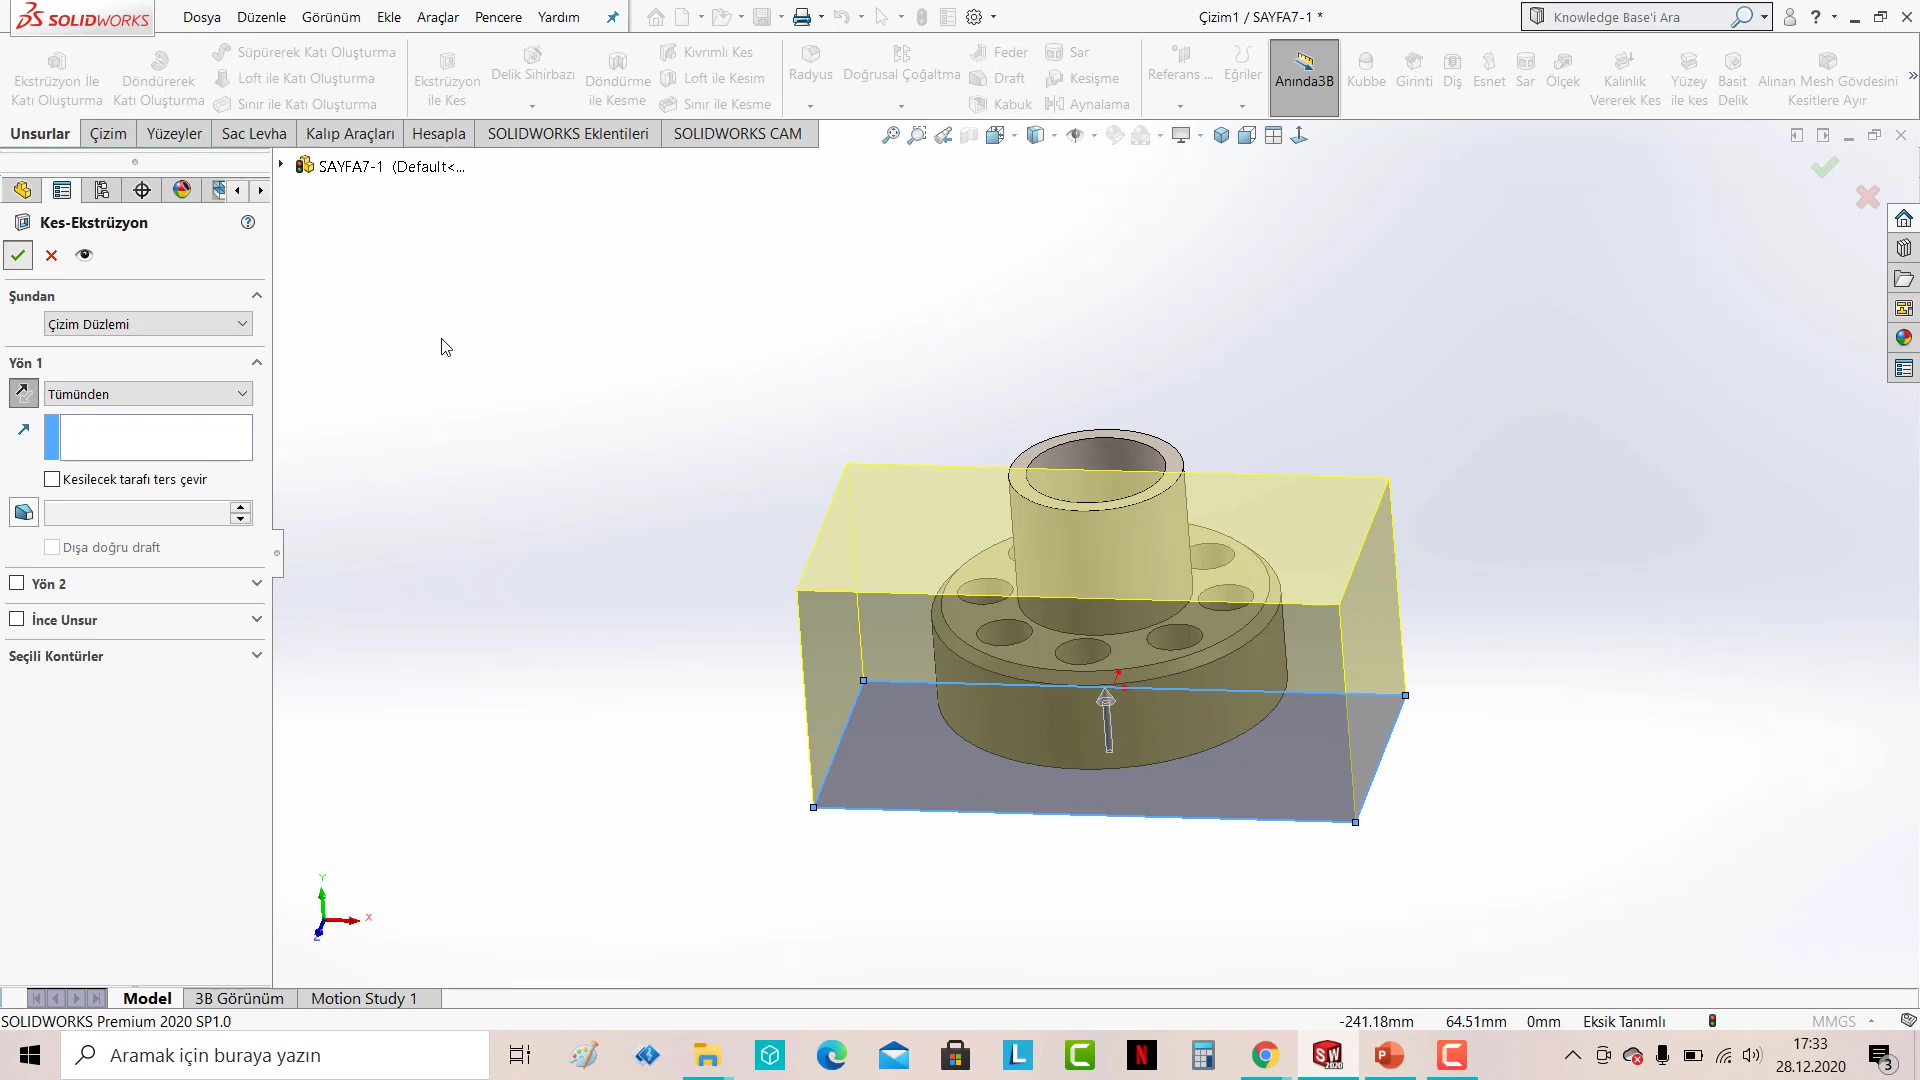 SOLIDWORKS
Dosya Düzenle Görünüm Ekle Araçlar Pencere Yardım
Çizim1 / SAYFA7-1 *
Knowledge Base'i Ara
?
Ekstrüzyon İle Katı Oluşturma
Döndürerek Katı Oluşturma
Süpürerek Katı Oluşturma
Loft ile Katı Oluşturma
Sınır ile Katı Oluşturma
Ekstrüzyon ile Kes
Delik Sihirbazı
Döndürme ile Kesme
Kıvrımlı Kes
Loft ile Kesim
Sınır ile Kesme
Radyus
Doğrusal Çoğaltma
Feder
Draft
Kabuk
Sar
Kesişme
Aynalama
Referans ...
Eğriler
Anında3B
Kubbe
Girinti
Diş
Esnet
Sar
Ölçek
Kalınlık Vererek Kes
Yüzey ile kes
Basit Delik
Alınan Mesh Gövdesini Kesitlere Ayır
Unsurlar Çizim Yüzeyler Sac Levha Kalıp Araçları Hesapla SOLIDWORKS Eklentileri SOLIDWORKS CAM
SAYFA7-1 (Default<...
Kes-Ekstrüzyon
Şundan
Çizim Düzlemi
Yön 1
Tümünden
Kesilecek tarafı ters çevir
Dışa doğru draft
Yön 2
İnce Unsur
Seçili Kontürler
Y
X
Z
Model 3B Görünüm Motion Study 1
SOLIDWORKS Premium 2020 SP1.0
-241.18mm 64.51mm 0mm Eksik Tanımlı MMGS
Aramak için buraya yazın
17:33
28.12.2020
3